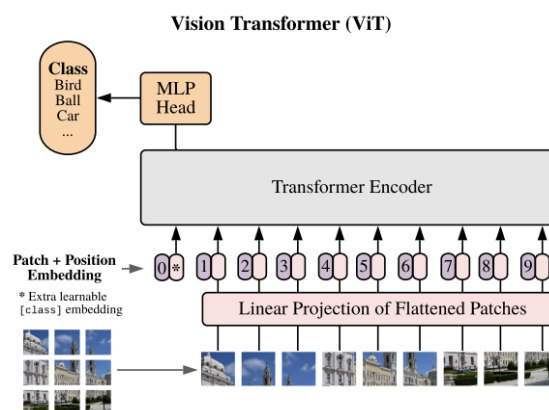 Vision Transformer (ViT)
Class
Bird
Ball
Car
...
MLP
Head
Transformer Encoder
Patch + Position
Embedding
0 * 1 2 3 4 5 6 7 8 9
* Extra learnable
[class] embedding
Linear Projection of Flattened Patches